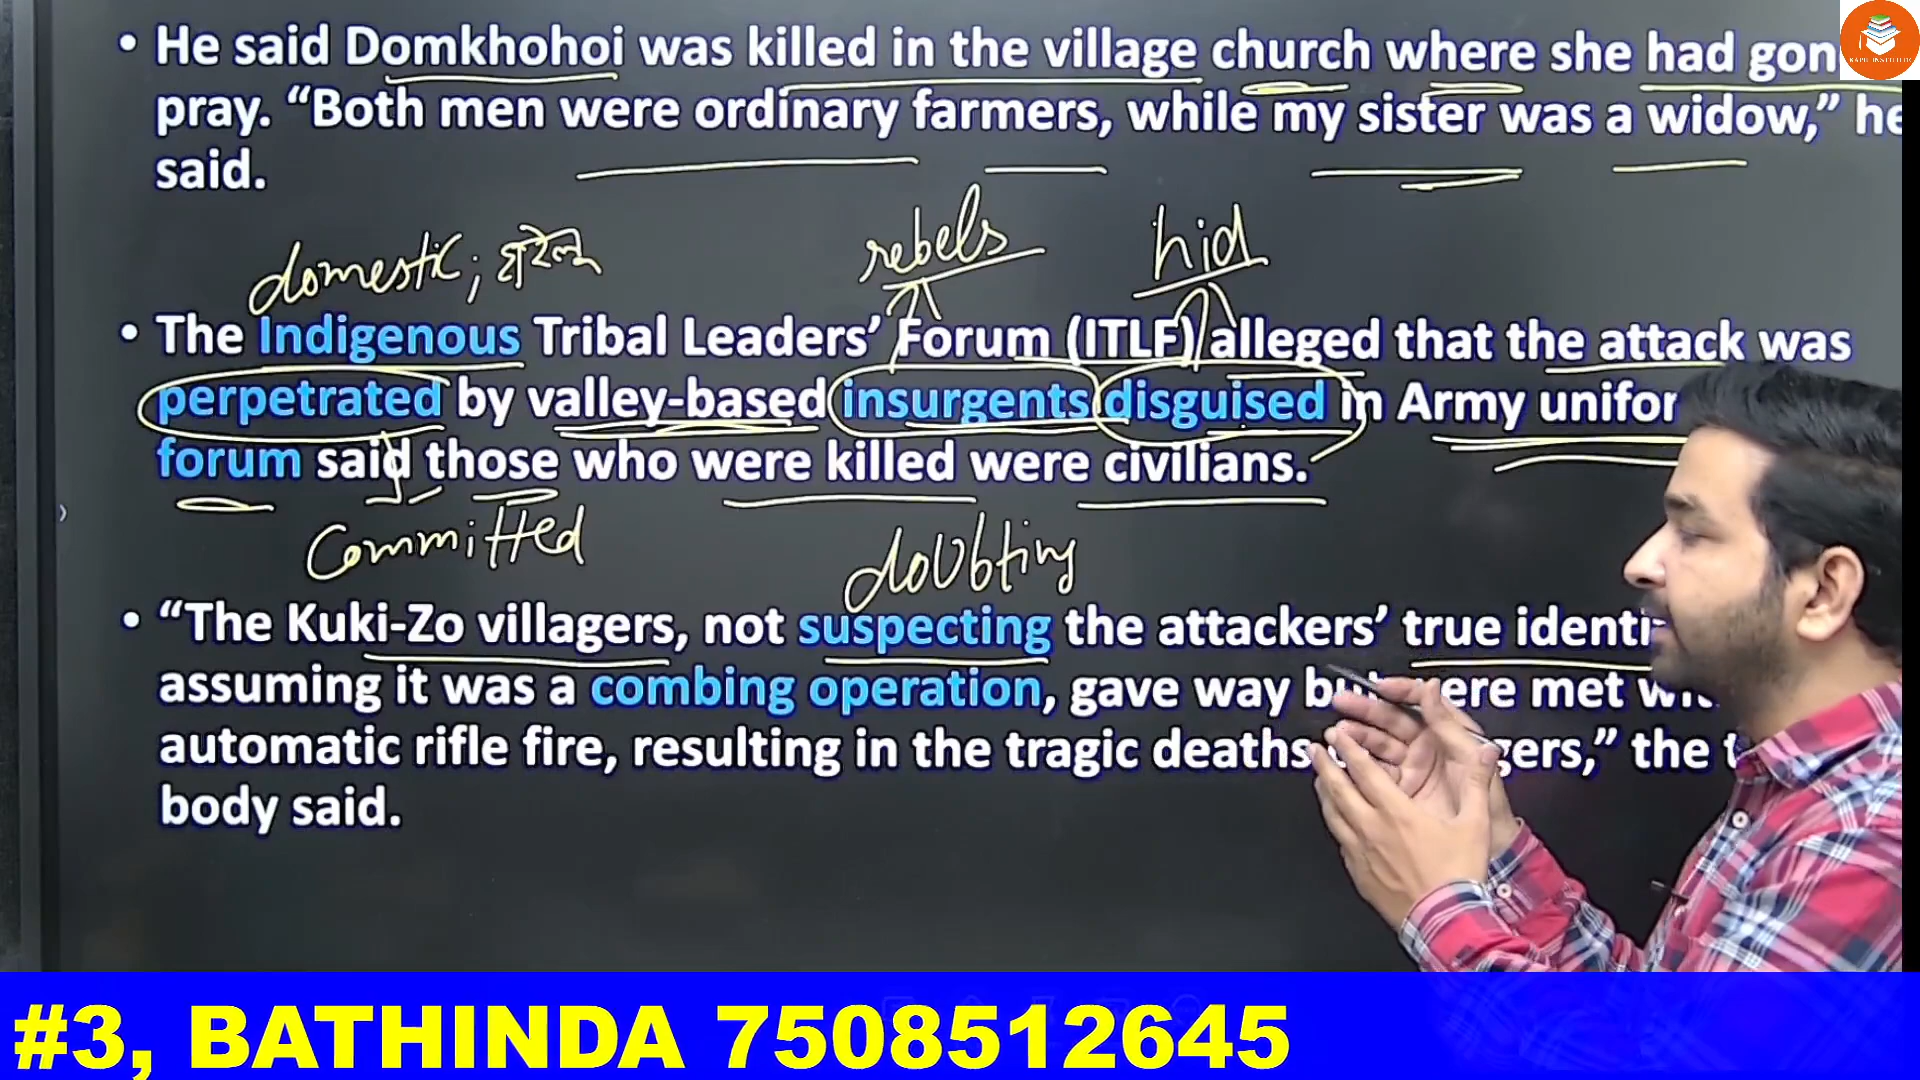 • He said Domkhohoi was killed in the village church where she had gon
pray. “Both men were ordinary farmers, while my sister was a widow,” he
said.
domestic; घरेलू
rebels
hid
• The Indigenous Tribal Leaders’ Forum (ITLF) alleged that the attack was
perpetrated by valley-based insurgents disguised in Army unifor
forum said those who were killed were civilians.
Committed
doubting
• “The Kuki-Zo villagers, not suspecting the attackers’ true identi
assuming it was a combing operation, gave way but were met wit
automatic rifle fire, resulting in the tragic deaths gers,” the t
body said.
#3, BATHINDA 7508512645